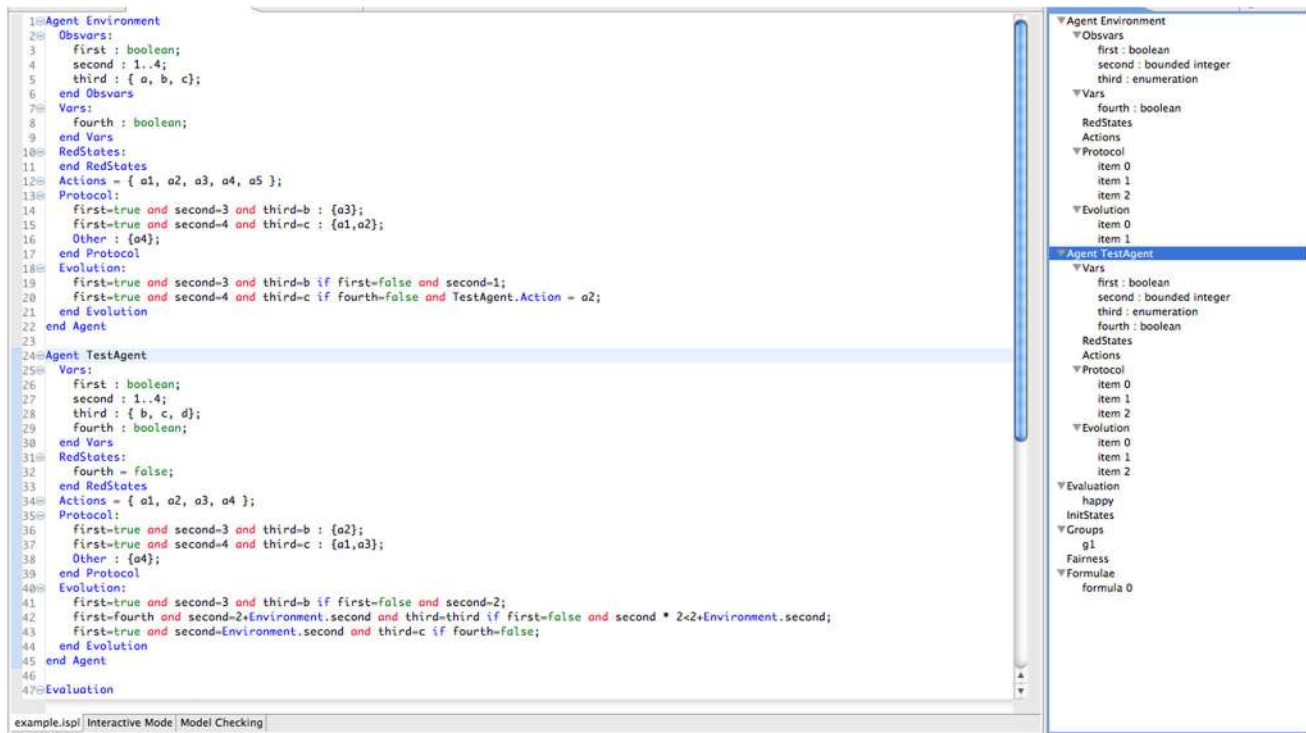 1 Agent Environment
2 Obsvars:
3 first : boolean;
4 second : 1..4;
5 third : { a, b, c};
6 end Obsvars
7 Vars:
8 fourth : boolean;
9 end Vars
10 RedStates:
11 end RedStates
12 Actions = { a1, a2, a3, a4, a5 };
13 Protocol:
14 first=true and second=3 and third=b : {a3};
15 first=true and second=4 and third=c : {a1,a2};
16 Other : {a4};
17 end Protocol
18 Evolution:
19 first=true and second=3 and third=b if first=false and second=1;
20 first=true and second=4 and third=c if fourth=false and TestAgent.Action = a2;
21 end Evolution
22 end Agent
23
24 Agent TestAgent
25 Vars:
26 first : boolean;
27 second : 1..4;
28 third : { b, c, d};
29 fourth : boolean;
30 end Vars
31 RedStates:
32 fourth = false;
33 end RedStates
34 Actions = { a1, a2, a3, a4 };
35 Protocol:
36 first=true and second=3 and third=b : {a2};
37 first=true and second=4 and third=c : {a1,a3};
38 Other : {a4};
39 end Protocol
40 Evolution:
41 first=true and second=3 and third=b if first=false and second=2;
42 first=fourth and second=2+Environment.second and third=third if first=false and second * 2<2+Environment.second;
43 first=true and second=Environment.second and third=c if fourth=false;
44 end Evolution
45 end Agent
46
47 Evaluation
example.ispl Interactive Mode Model Checking
Agent Environment
Obsvars
first : boolean
second : bounded integer
third : enumeration
Vars
fourth : boolean
RedStates
Actions
Protocol
item 0
item 1
item 2
Evolution
item 0
item 1
Agent TestAgent
Vars
first : boolean
second : bounded integer
third : enumeration
fourth : boolean
RedStates
Actions
Protocol
item 0
item 1
item 2
Evolution
item 0
item 1
item 2
Evaluation
happy
InitStates
Groups
g1
Fairness
Formulae
formula 0